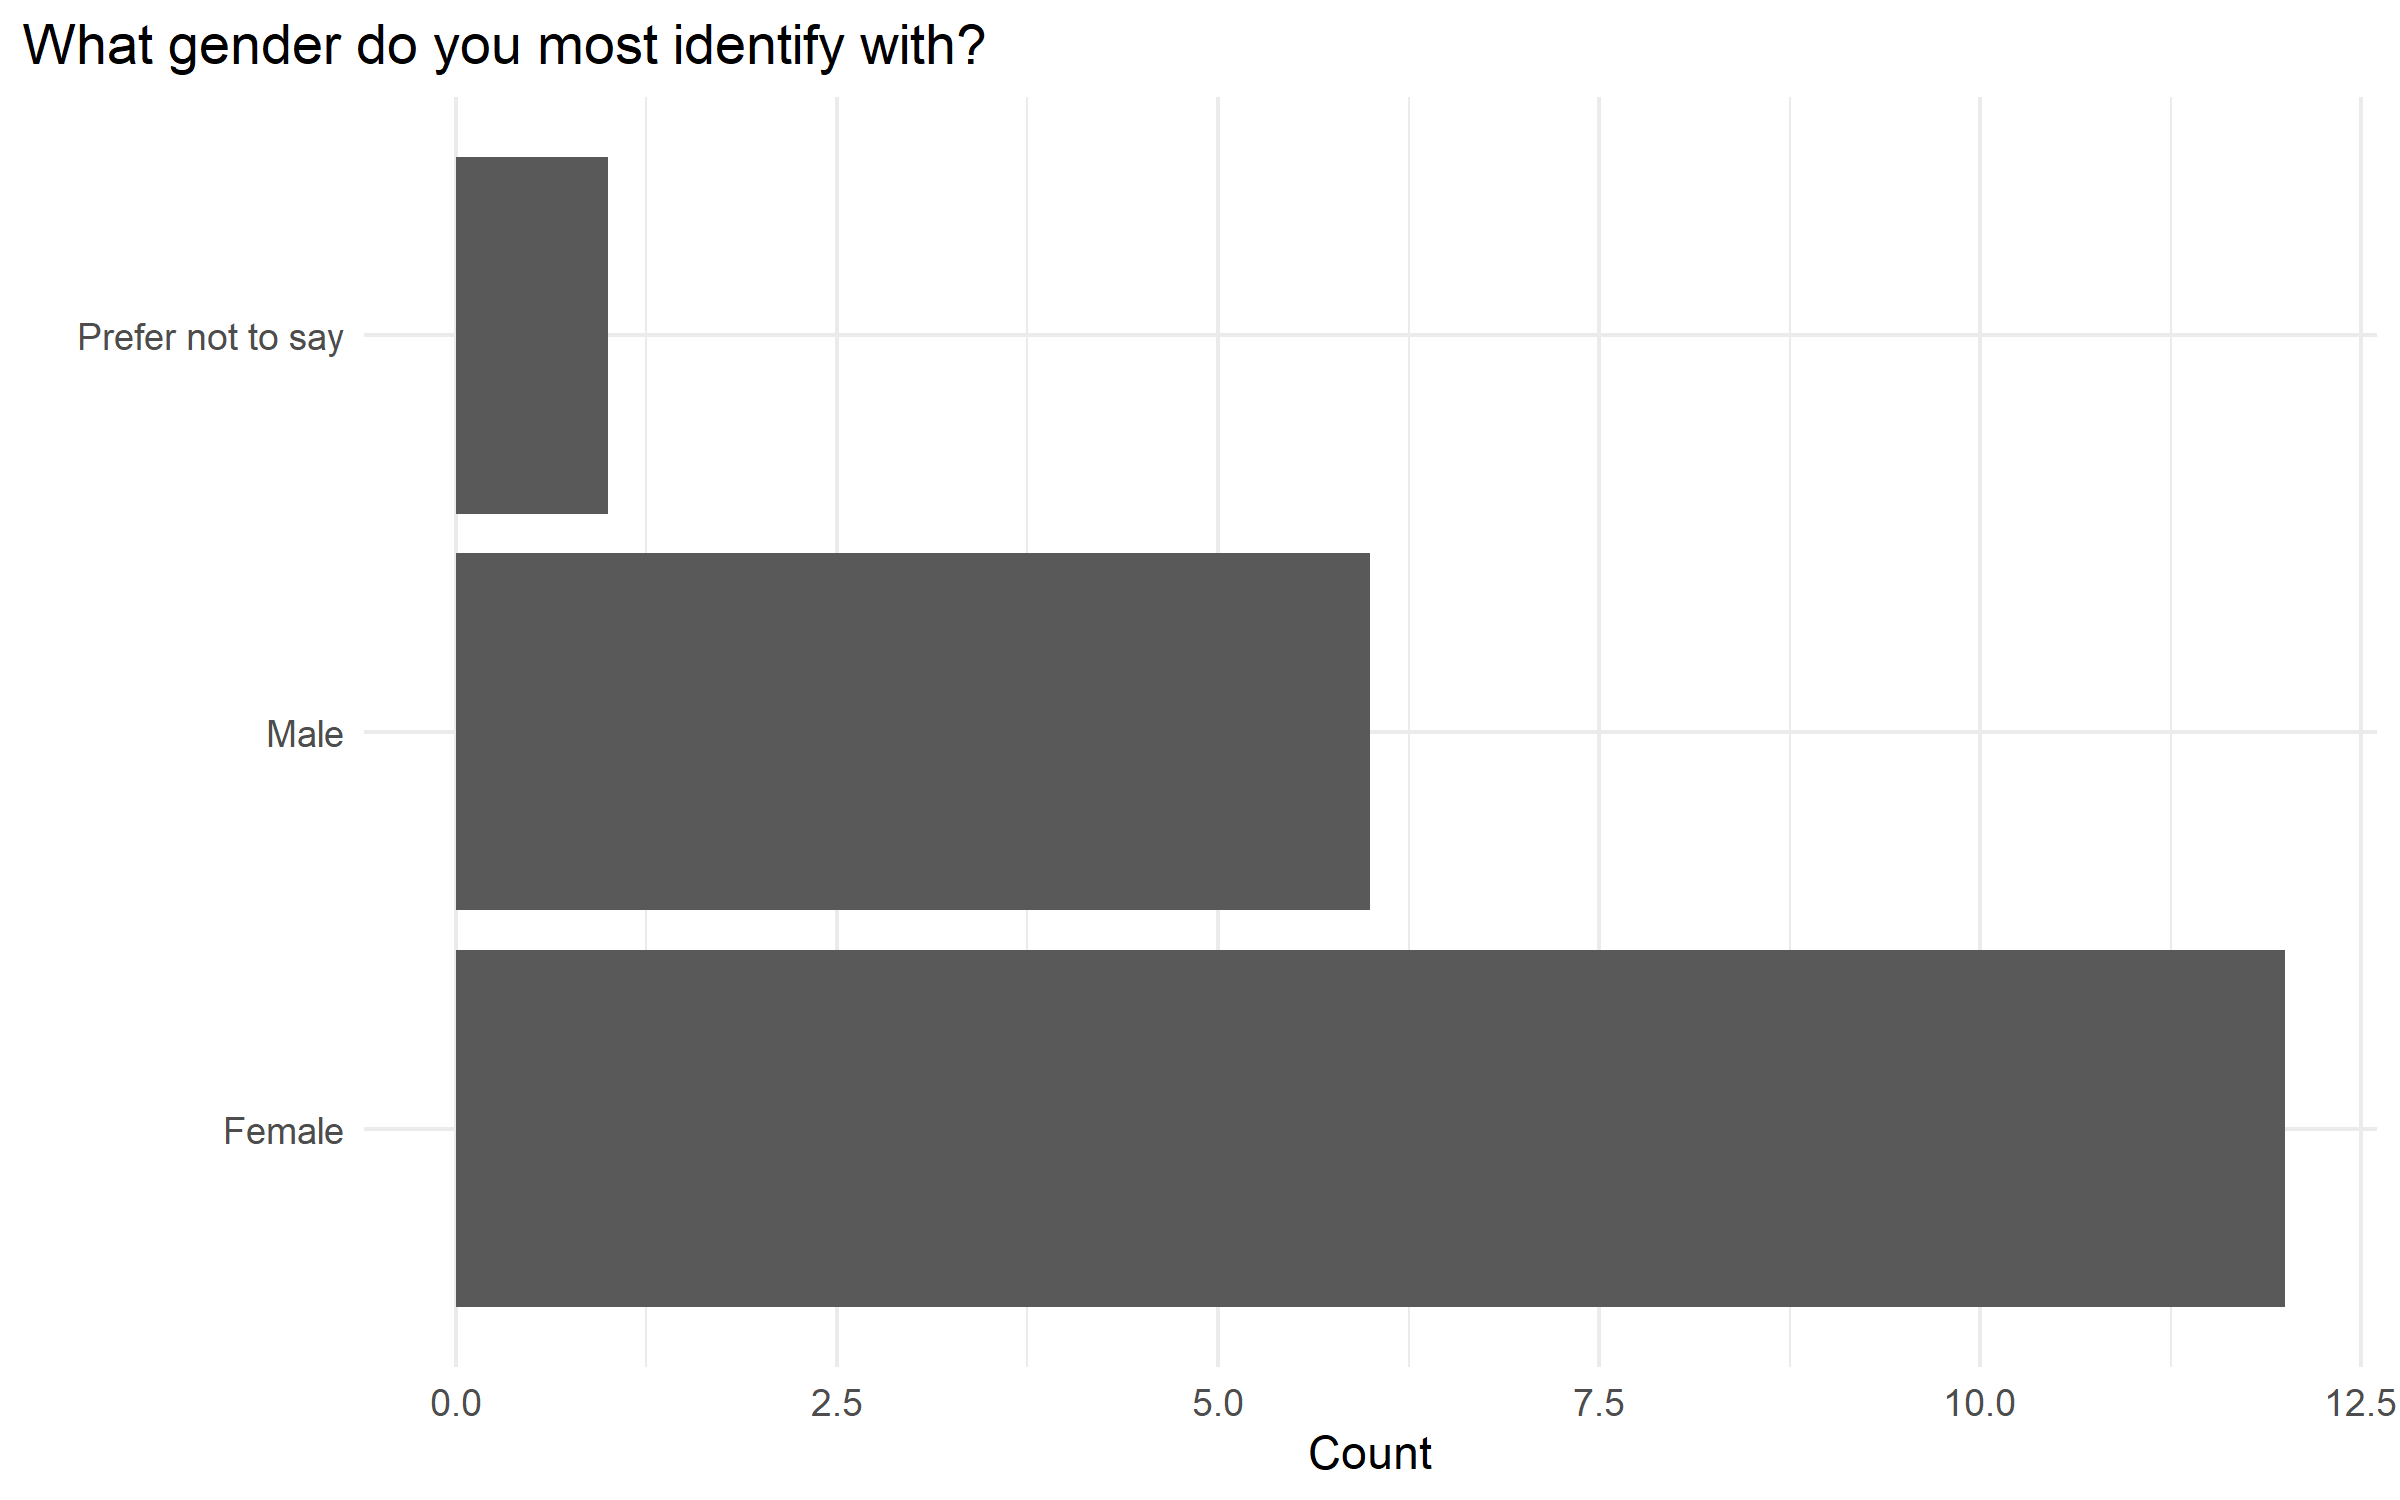 What gender do you most identify with?
Prefer not to say
Male
Female
0.0 2.5 5.0 7.5 10.0 12.5
Count